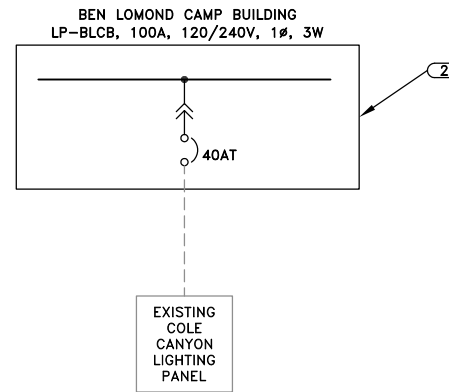 BEN LOMOND CAMP BUILDING
LP-BLCB, 100A, 120/240V, 1ø, 3W
2
40AT
EXISTING
COLE
CANYON
LIGHTING
PANEL